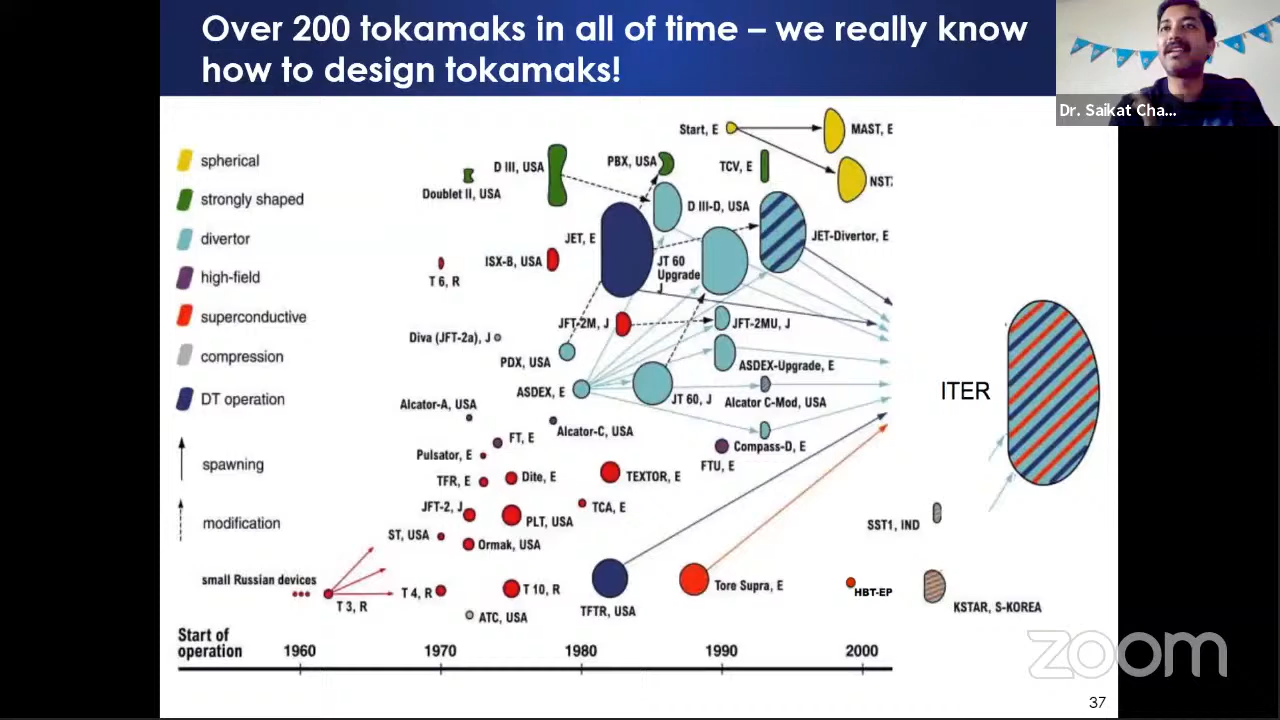 Over 200 tokamaks in all of time – we really know
how to design tokamaks!
Dr. Saikat Cha...
spherical
strongly shaped
divertor
high-field
superconductive
compression
DT operation
spawning
modification
Start, E
MAST, E
D III, USA
PBX, USA
TCV, E
NST
Doublet II, USA
D III-D, USA
JET, E
JET-Divertor, E
ISX-B, USA
JT 60
Upgrade
J
T 6, R
JFT-2M, J
JFT-2MU, J
Diva (JFT-2a), J
PDX, USA
ASDEX-Upgrade, E
ASDEX, E
JT 60, J
Alcator C-Mod, USA
ITER
Alcator-A, USA
Alcator-C, USA
FT, E
Compass-D, E
Pulsator, E
FTU, E
TFR, E
Dite, E
TEXTOR, E
JFT-2, J
TCA, E
PLT, USA
SST1, IND
ST, USA
Ormak, USA
small Russian devices
T 3, R
T 4, R
T 10, R
ATC, USA
TFTR, USA
Tore Supra, E
HBT-EP
KSTAR, S-KOREA
Start of
operation
1960
1970
1980
1990
2000
zoom
37